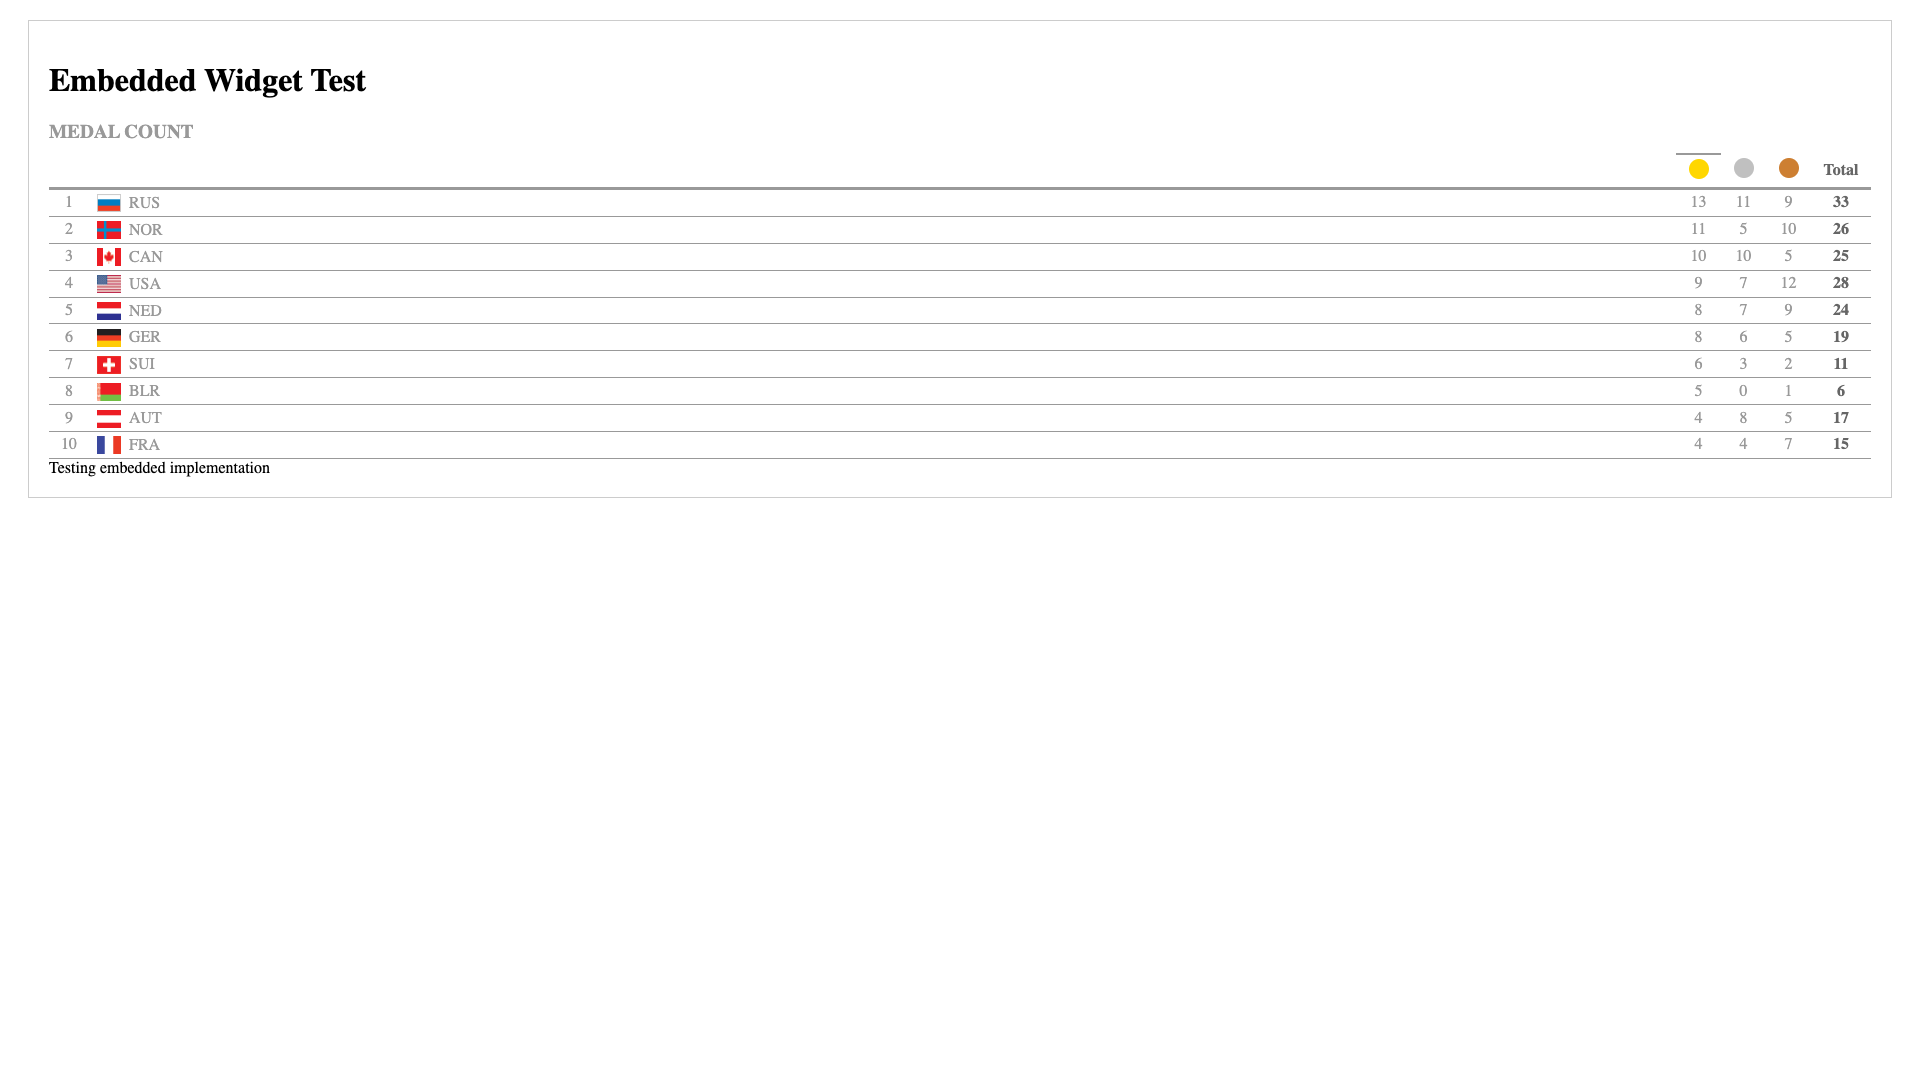 Embedded Widget Test
MEDAL COUNT
Total
1 RUS 13 11 9 33
2 NOR 11 5 10 26
3 CAN 10 10 5 25
4 USA 9 7 12 28
5 NED 8 7 9 24
6 GER 8 6 5 19
7 SUI 6 3 2 11
8 BLR 5 0 1 6
9 AUT 4 8 5 17
10 FRA 4 4 7 15
Testing embedded implementation